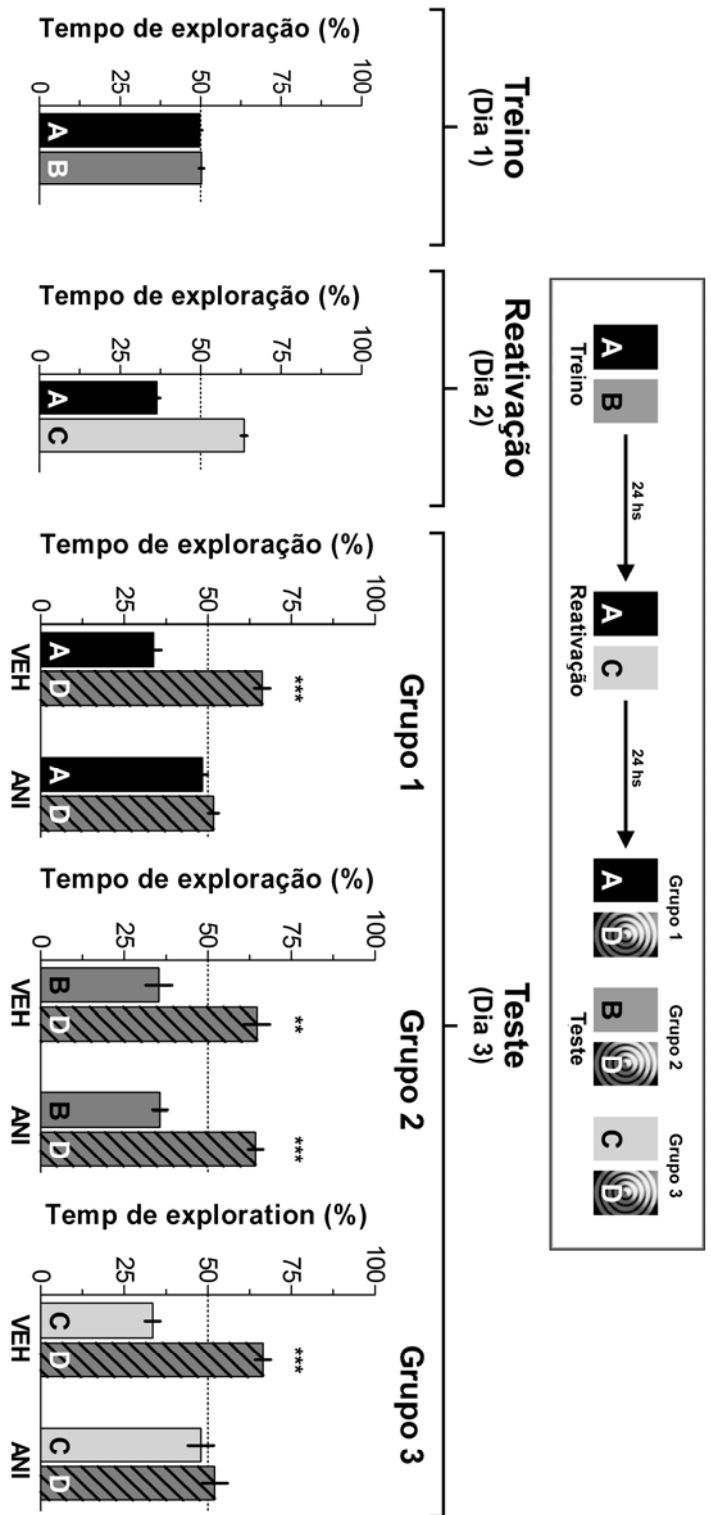 A B
Treino
24 hs
A C
Reativação
24 hs
Grupo 1
A D
Grupo 2
B D
Grupo 3
C D
Teste
Treino
(Dia 1)
Reativação
(Dia 2)
Teste
(Dia 3)
Tempo de exploração (%)
100
75
50
25
0
A B
Tempo de exploração (%)
100
75
50
25
0
A C
Grupo 1
Tempo de exploração (%)
100
75
50
25
0
***
A D A D
VEH ANI
Grupo 2
Tempo de exploração (%)
100
75
50
25
0
** ***
B D B D
VEH ANI
Grupo 3
Temp de exploration (%)
100
75
50
25
0
***
C D C D
VEH ANI